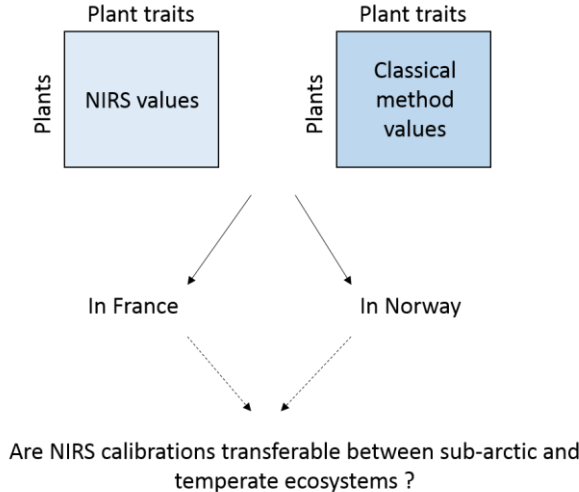 Plant traits
Plant traits
Plants
NIRS values
Plants
Classical
method
values
In France
In Norway
Are NIRS calibrations transferable between sub-arctic and
temperate ecosystems ?